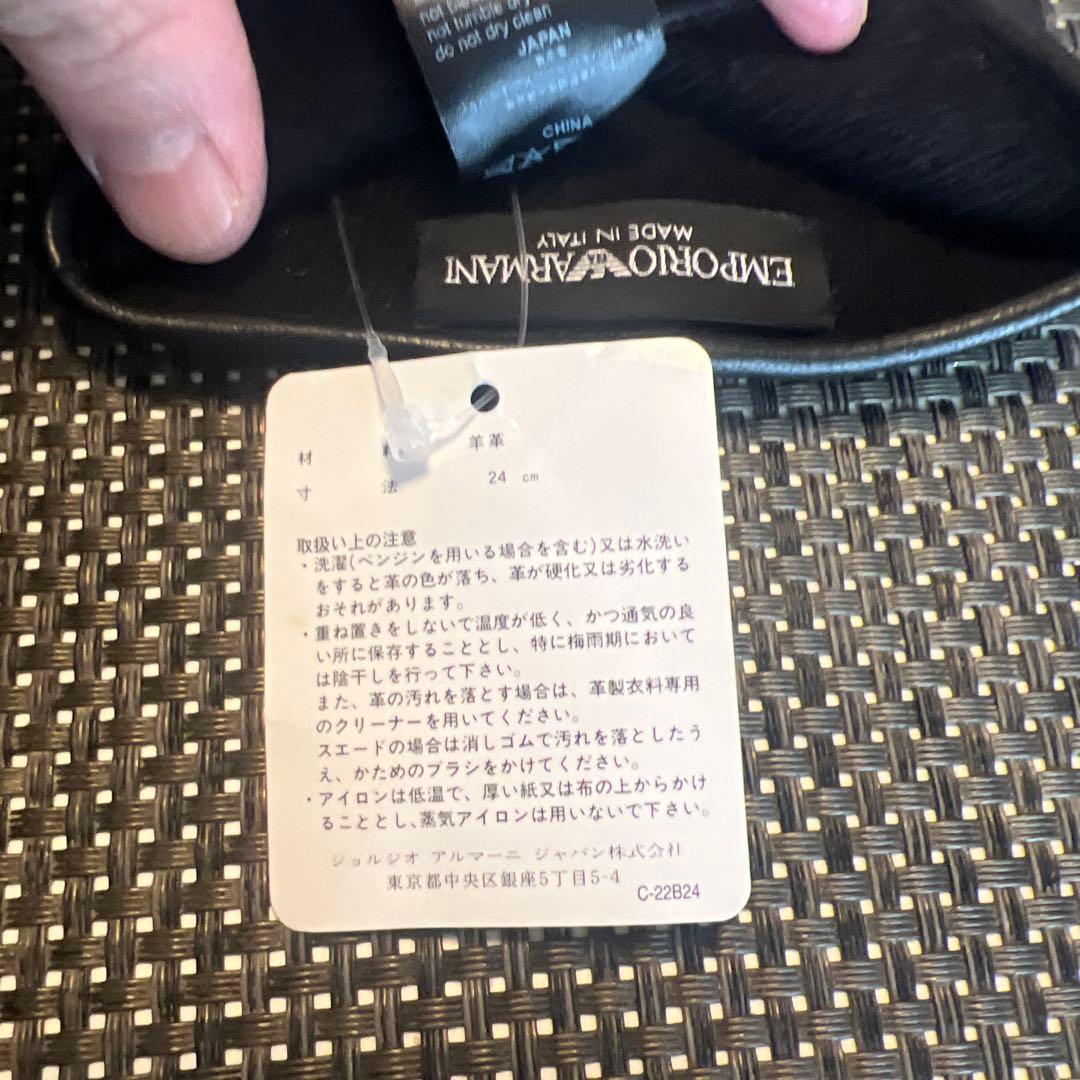 not tumble dry
do not dry clean
JAPAN
CHINA
EMPORIO ARMANI
MADE IN ITALY
材 料 羊革
寸 法 24 cm
取扱い上の注意
・洗濯(ベンジンを用いる場合を含む)又は水洗い
をすると革の色が落ち、革が硬化又は劣化する
おそれがあります。
・重ね置きをしないで温度が低く、かつ通気の良
い所に保存することとし、特に梅雨期において
は陰干しを行って下さい。
また、革の汚れを落とす場合は、革製衣料専用
のクリーナーを用いてください。
スエードの場合は消しゴムで汚れを落としたう
え、かためのブラシをかけてください。
・アイロンは低温で、厚い紙又は布の上からかけ
ることとし、蒸気アイロンは用いないで下さい。
ジョルジオ アルマーニ ジャパン株式会社
東京都中央区銀座5丁目5-4
C-22B24